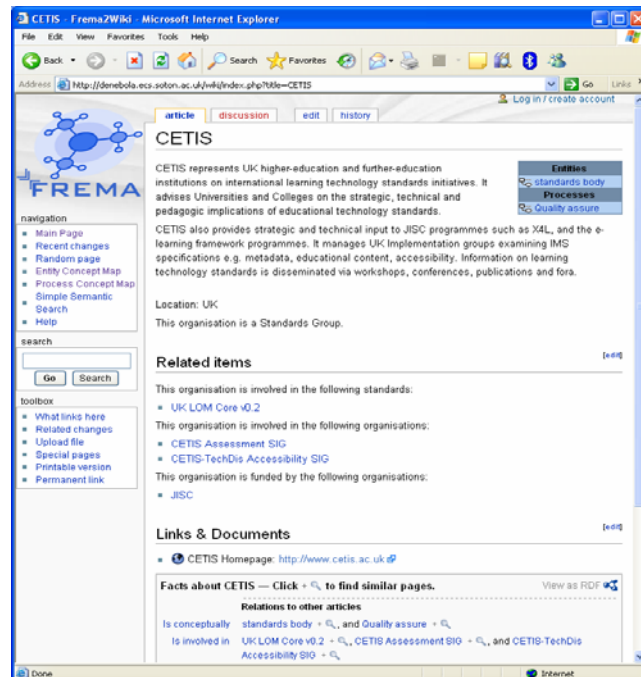 CETIS - Frema2Wiki - Microsoft Internet Explorer
File Edit View Favorites Tools Help
Back Search Favorites
Address http://denebola.ecs.soton.ac.uk/wiki/index.php?title=CETIS Go Links
Log in / create account
article discussion edit history
FREMA
navigation
Main Page
Recent changes
Random page
Entity Concept Map
Process Concept Map
Simple Semantic
Search
Help
search
Go Search
toolbox
What links here
Related changes
Upload file
Special pages
Printable version
Permanent link
CETIS
CETIS represents UK higher-education and further-education
institutions on international learning technology standards initiatives. It
advises Universities and Colleges on the strategic, technical and
pedagogic implications of educational technology standards.
Entities
standards body
Processes
Quality assure
CETIS also provides strategic and technical input to JISC programmes such as X4L, and the e-
learning framework programmes. It manages UK Implementation groups examining IMS
specifications e.g. metadata, educational content, accessibility. Information on learning
technology standards is disseminated via workshops, conferences, publications and fora.
Location: UK
This organisation is a Standards Group.
Related items [edit]
This organisation is involved in the following standards:
UK LOM Core v0.2
This organisation is involved in the following organisations:
CETIS Assessment SIG
CETIS-TechDis Accessibility SIG
This organisation is funded by the following organisations:
JISC
Links & Documents [edit]
CETIS Homepage: http://www.cetis.ac.uk
Facts about CETIS — Click + to find similar pages. View as RDF
Relations to other articles
Is conceptually standards body + , and Quality assure +
Is involved in UK LOM Core v0.2 + , CETIS Assessment SIG + , and CETIS-TechDis
Accessibility SIG +
Done Internet